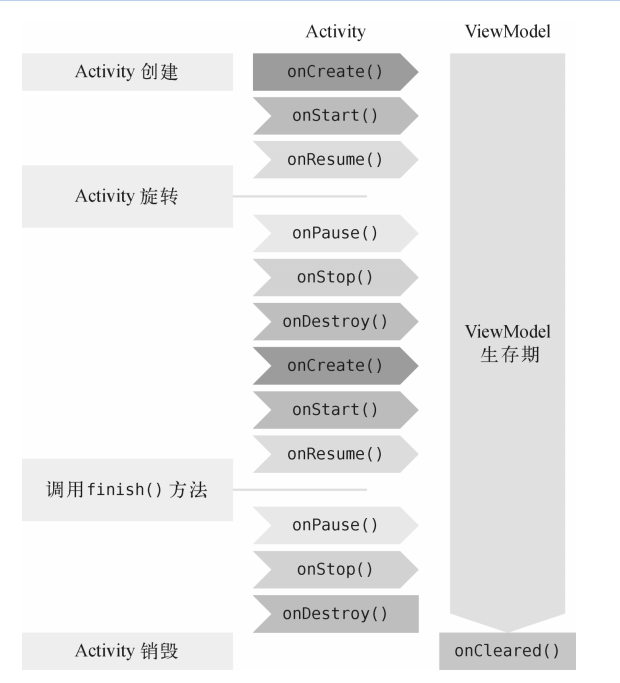 Activity
ViewModel
Activity 创建
onCreate()
onStart()
onResume()
Activity 旋转
onPause()
onStop()
onDestroy()
ViewModel
生存期
onCreate()
onStart()
onResume()
调用finish() 方法
onPause()
onStop()
onDestroy()
Activity 销毁
onCleared()